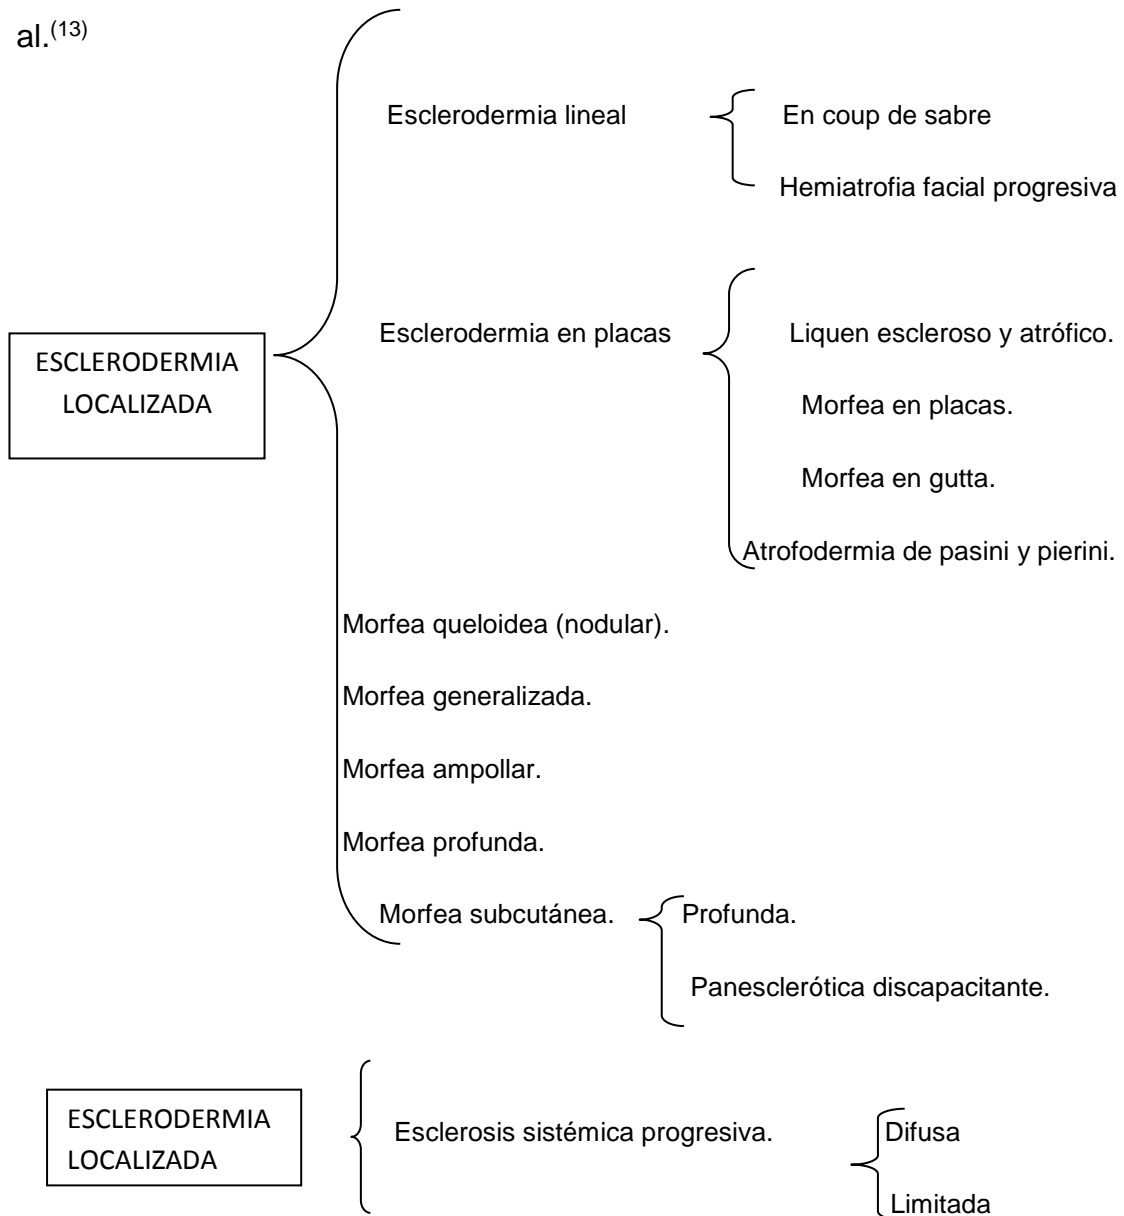 al.(13)
Esclerodermia lineal
En coup de sabre
Hemiatrofia facial progresiva
ESCLERODERMIA
LOCALIZADA
Esclerodermia en placas
Liquen escleroso y atrófico.
Morfea en placas.
Morfea en gutta.
Atrofodermia de pasini y pierini.
Morfea queloidea (nodular).
Morfea generalizada.
Morfea ampollar.
Morfea profunda.
Morfea subcutánea.
Profunda.
Panesclerótica discapacitante.
ESCLERODERMIA
LOCALIZADA
Esclerosis sistémica progresiva.
Difusa
Limitada